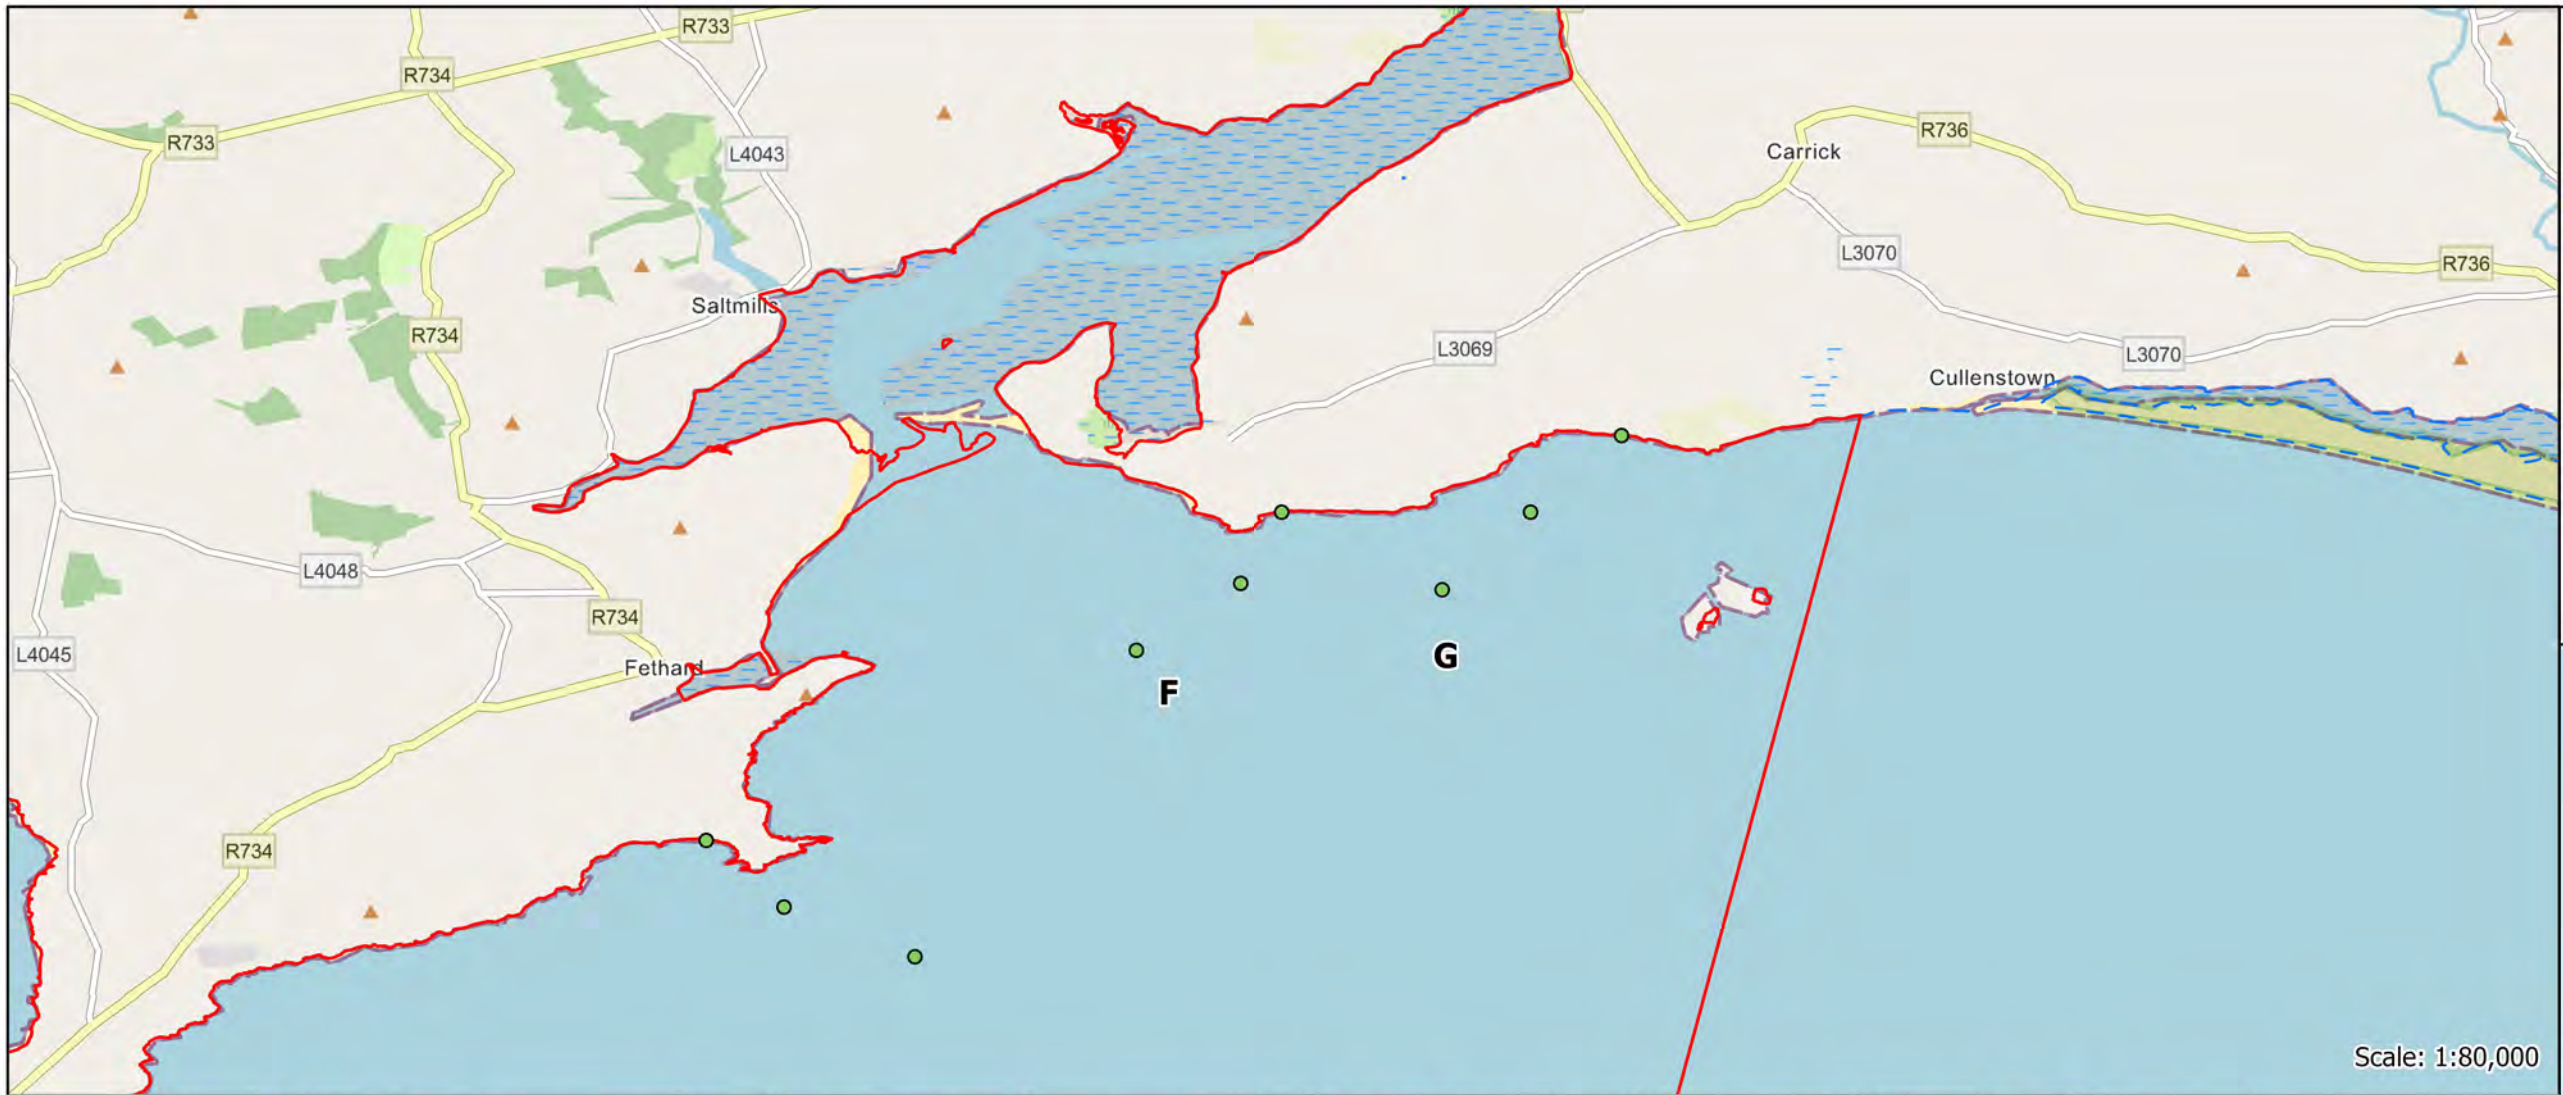 R733
R734
R736
Carrick
R733
L4043
L3070
R736
Saltmills
R734
L3069
L3070
Cullenstown
L4048
R734
L4045
Fethard
G
F
R734
Scale: 1:80,000